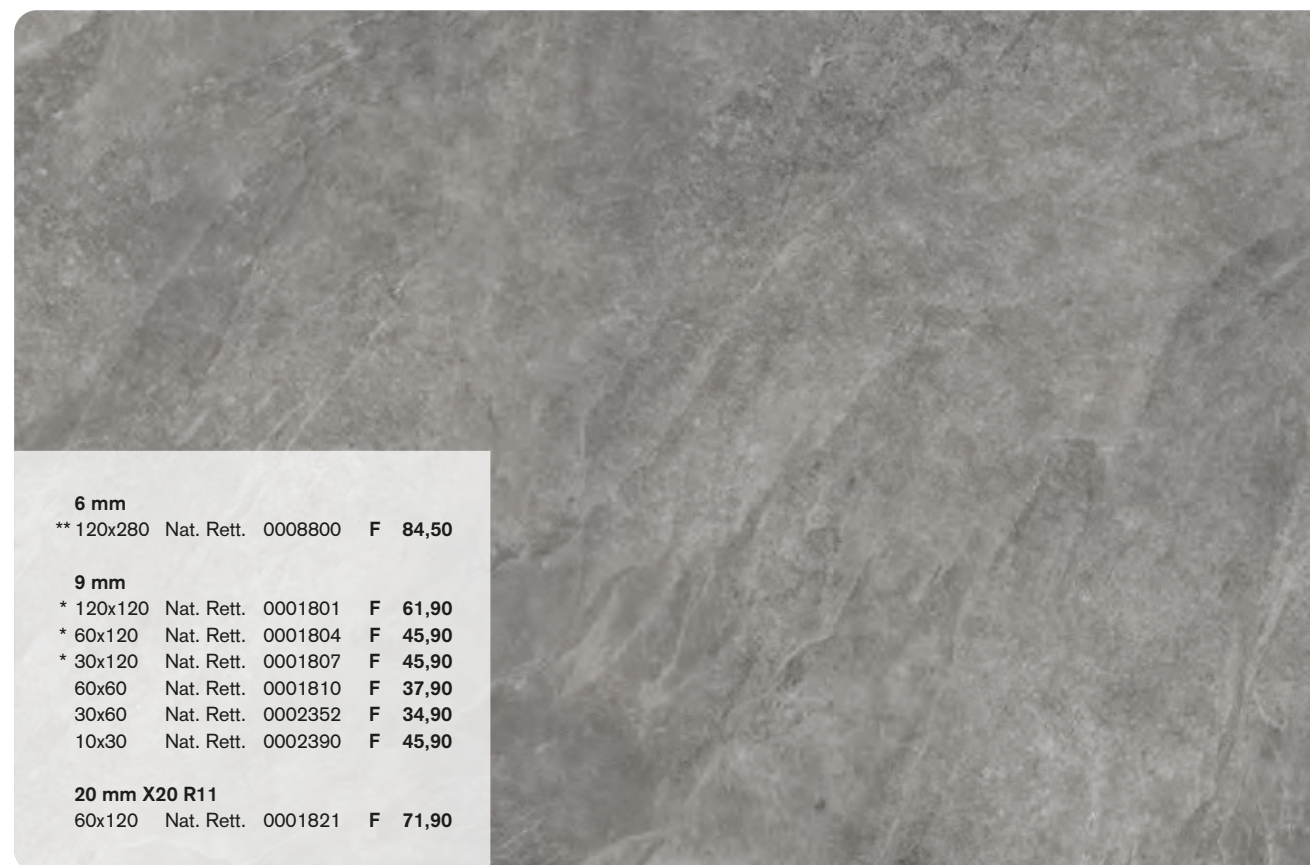 6 mm
** 120x280 Nat. Rett. 0008800 F 84,50
9 mm
* 120x120 Nat. Rett. 0001801 F 61,90
* 60x120 Nat. Rett. 0001804 F 45,90
* 30x120 Nat. Rett. 0001807 F 45,90
60x60 Nat. Rett. 0001810 F 37,90
30x60 Nat. Rett. 0002352 F 34,90
10x30 Nat. Rett. 0002390 F 45,90
20 mm X20 R11
60x120 Nat. Rett. 0001821 F 71,90